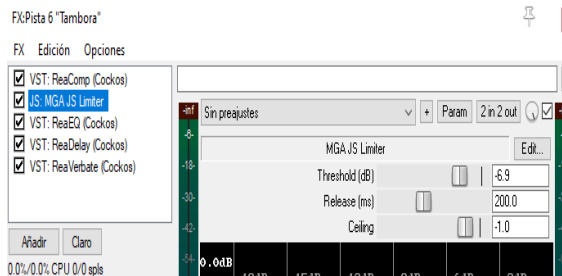 FX:Pista 6 "Tambora"
FX Edición Opciones
VST: ReaComp (Cockos)
JS: MGA JS Limiter
VST: ReaEQ (Cockos)
VST: ReaDelay (Cockos)
VST: ReaVerbate (Cockos)
Añadir Claro
0.0%/0.0% CPU 0/0 spls
-inf Sin preajustes + Param 2 in 2 out
-8-
MGA JS Limiter Edit...
-18-
Threshold (dB) -6.9
-30-
Release (ms) 200.0
-42-
Ceiling -1.0
-54-
0.0dB